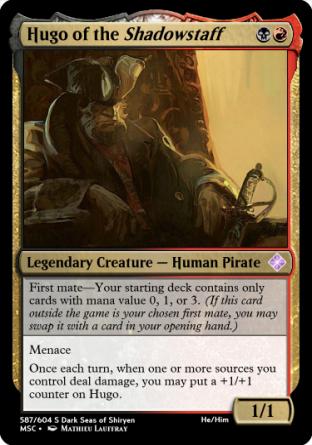 Hugo of the Shadowstaff
Legendary Creature — Human Pirate
First mate—Your starting deck contains only
cards with mana value 0, 1, or 3. (If this card
outside the game is your chosen first mate, you may
swap it with a card in your opening hand.)
Menace
Once each turn, when one or more sources you
control deal damage, you may put a +1/+1
counter on Hugo.
1/1
587/604 S Dark Seas of Shiryen
He/Him
MSC • Mathieu Lauffray